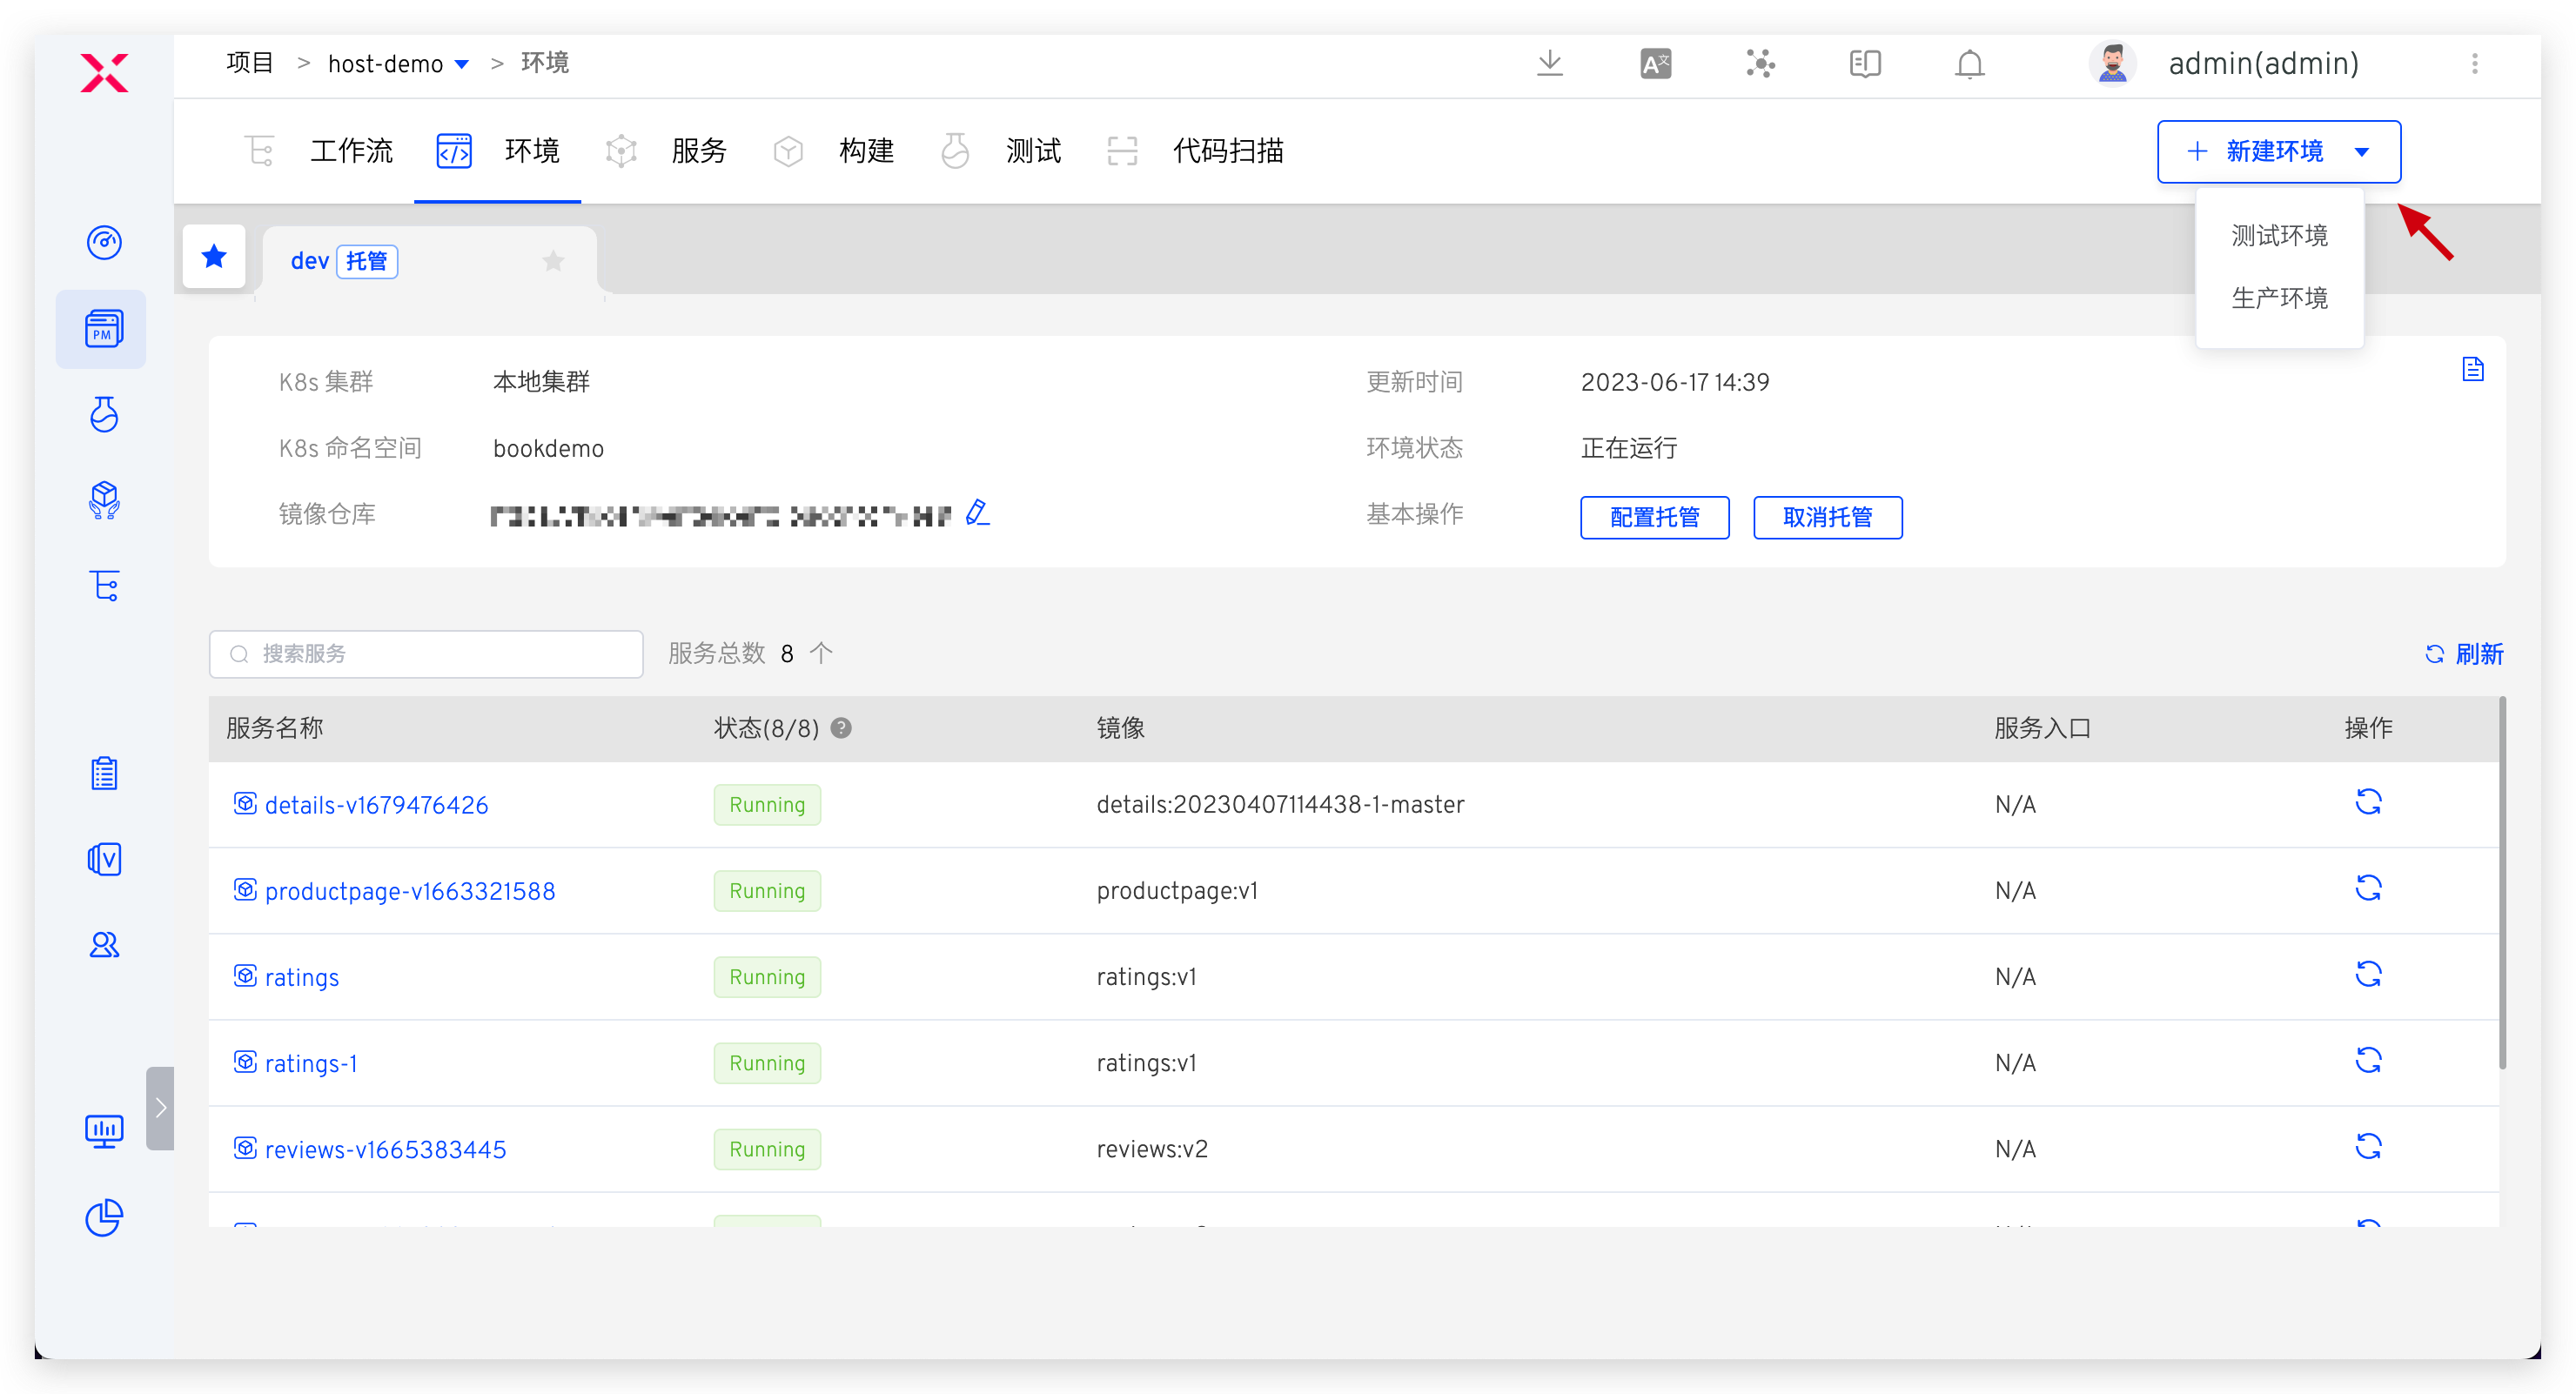 项目 > host-demo > 环境
admin(admin)
工作流 环境 服务 构建 测试 代码扫描
+ 新建环境
测试环境
生产环境
dev 托管
PM
K8s 集群 本地集群 更新时间 2023-06-17 14:39
K8s 命名空间 bookdemo 环境状态 正在运行
镜像仓库 基本操作 配置托管 取消托管
搜索服务 服务总数 8 个 刷新
服务名称 状态(8/8) 镜像 服务入口 操作
details-v1679476426 Running details:20230407114438-1-master N/A
productpage-v1663321588 Running productpage:v1 N/A
ratings Running ratings:v1 N/A
ratings-1 Running ratings:v1 N/A
reviews-v1665383445 Running reviews:v2 N/A